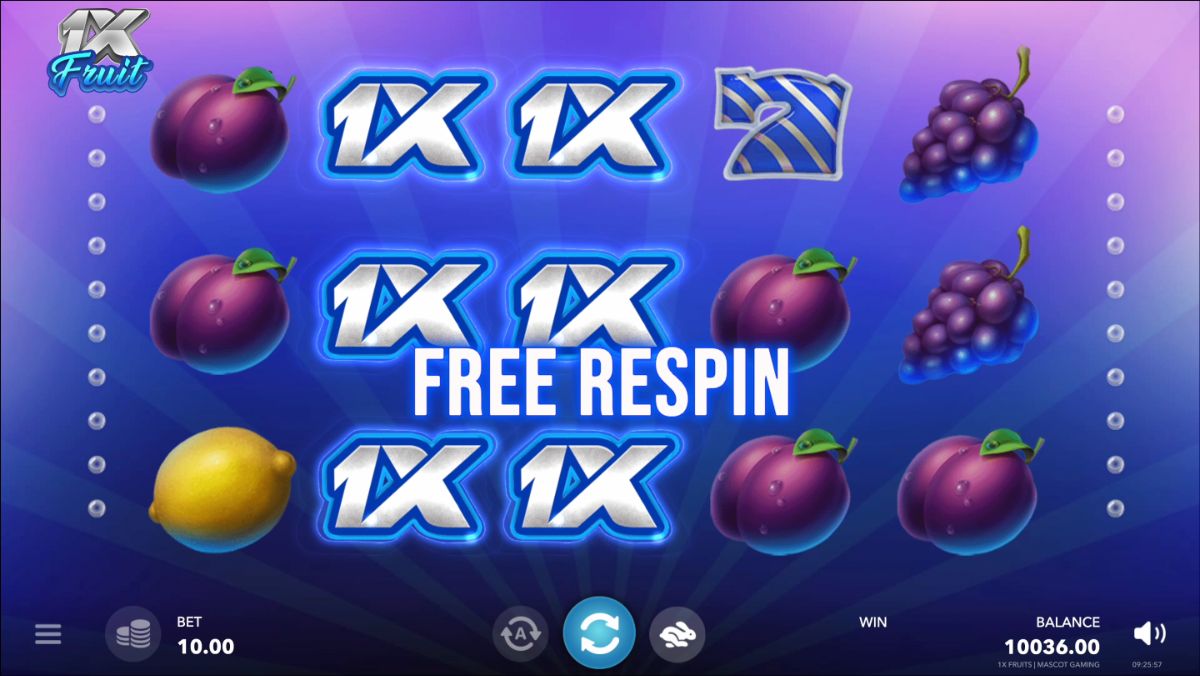 1X
Fruit
1X 1X 7
1X 1X
FREE RESPIN
1X 1X
BET
10.00
A
WIN
BALANCE
10036.00
1X FRUITS | MASCOT GAMING
09:25:57